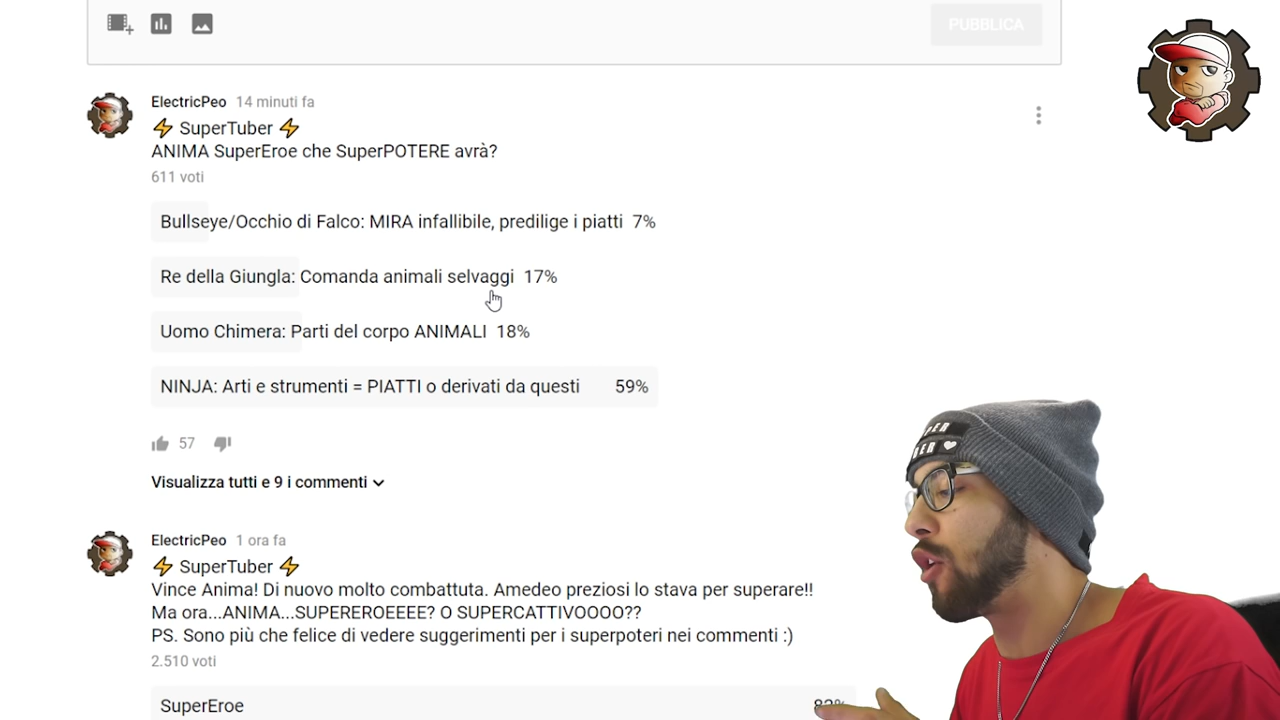 PUBBLICA
ElectricPeo 14 minuti fa
⚡ SuperTuber ⚡
ANIMA SuperEroe che SuperPOTERE avrà?
611 voti
Bullseye/Occhio di Falco: MIRA infallibile, predilige i piatti 7%
Re della Giungla: Comanda animali selvaggi 17%
Uomo Chimera: Parti del corpo ANIMALI 18%
NINJA: Arti e strumenti = PIATTI o derivati da questi 59%
57
Visualizza tutti e 9 i commenti
ElectricPeo 1 ora fa
⚡ SuperTuber ⚡
Vince Anima! Di nuovo molto combattuta. Amedeo preziosi lo stava per superare!!
Ma ora...ANIMA...SUPEREROEEEE? O SUPERCATTIVOOOO??
PS. Sono più che felice di vedere suggerimenti per i superpoteri nei commenti :)
2.510 voti
SuperEroe